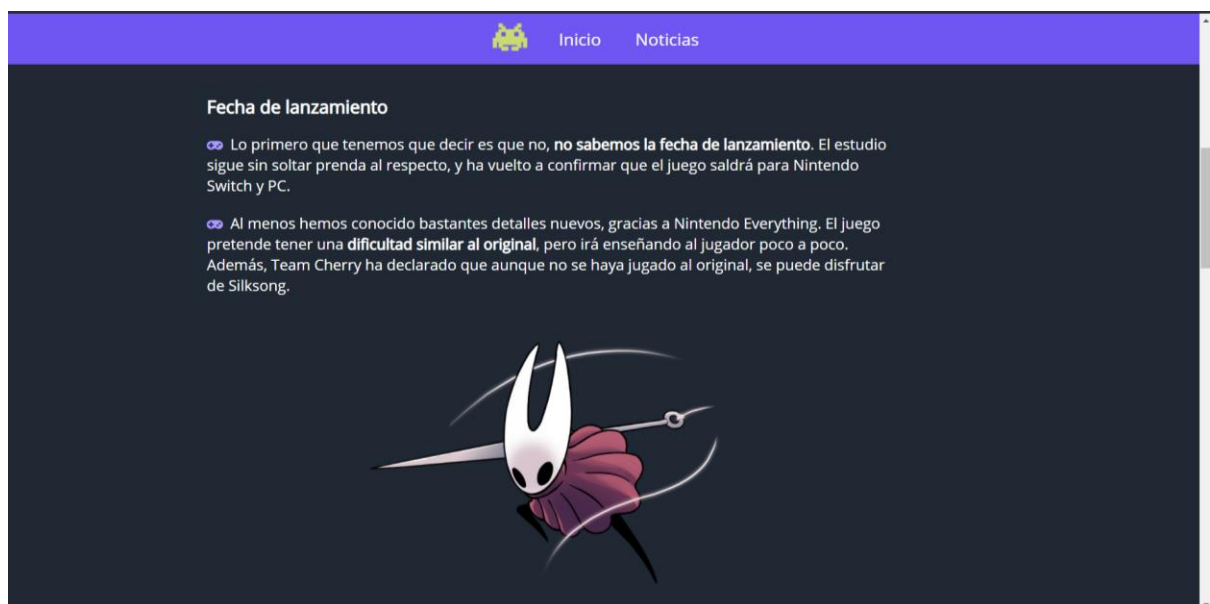 Inicio Noticias
Fecha de lanzamiento
Lo primero que tenemos que decir es que no, no sabemos la fecha de lanzamiento. El estudio
sigue sin soltar prenda al respecto, y ha vuelto a confirmar que el juego saldrá para Nintendo
Switch y PC.
Al menos hemos conocido bastantes detalles nuevos, gracias a Nintendo Everything. El juego
pretende tener una dificultad similar al original, pero irá enseñando al jugador poco a poco.
Además, Team Cherry ha declarado que aunque no se haya jugado al original, se puede disfrutar
de Silksong.